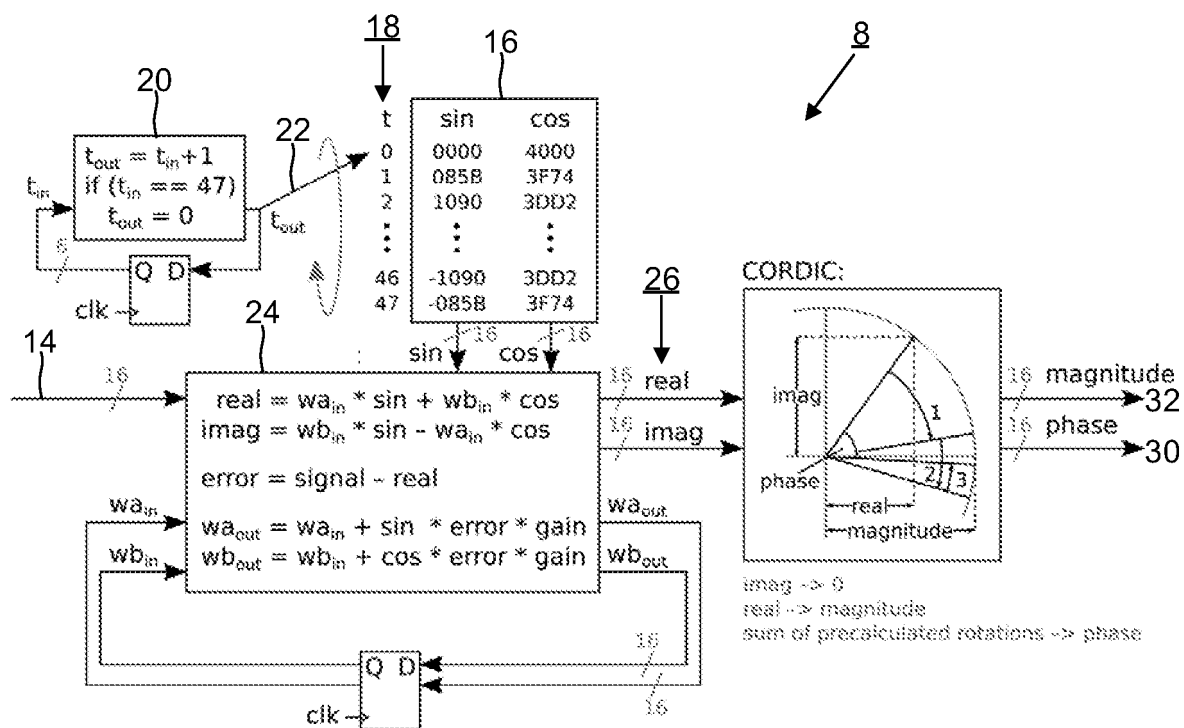 18
16
8
20
22
t
sin
cos
0
0000
4000
1
085B
3F74
2
1090
3DD2
46
-1090
3DD2
47
-085B
3F74
t_out = t_in+1
if (t_in == 47)
t_out = 0
t_in
t_out
6
Q D
clk
24
14
16
sin
16
cos
16
26
real = wa_in * sin + wb_in * cos
imag = wb_in * sin - wa_in * cos
error = signal - real
wa_out = wa_in + sin * error * gain
wb_out = wb_in + cos * error * gain
wa_in
wb_in
wa_out
wb_out
16
real
16
imag
CORDIC:
imag
1
2
3
phase
real
magnitude
16
magnitude
32
16
phase
30
imag -> 0
real -> magnitude
sum of precalculated rotations -> phase
16
16
Q D
clk